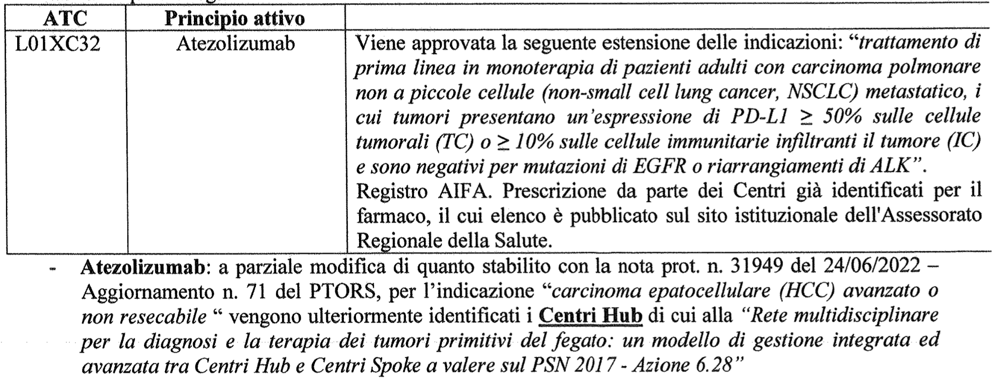 ATC Principio attivo
L01XC32 Atezolizumab Viene approvata la seguente estensione delle indicazioni: “trattamento di
prima linea in monoterapia di pazienti adulti con carcinoma polmonare
non a piccole cellule (non-small cell lung cancer, NSCLC) metastatico, i
cui tumori presentano un'espressione di PD-L1 ≥ 50% sulle cellule
tumorali (TC) o ≥ 10% sulle cellule immunitarie infiltranti il tumore (IC)
e sono negativi per mutazioni di EGFR o riarrangiamenti di ALK”.
Registro AIFA. Prescrizione da parte dei Centri già identificati per il
farmaco, il cui elenco è pubblicato sul sito istituzionale dell'Assessorato
Regionale della Salute.
- Atezolizumab: a parziale modifica di quanto stabilito con la nota prot. n. 31949 del 24/06/2022 –
Aggiornamento n. 71 del PTORS, per l’indicazione “carcinoma epatocellulare (HCC) avanzato o
non resecabile “ vengono ulteriormente identificati i Centri Hub di cui alla “Rete multidisciplinare
per la diagnosi e la terapia dei tumori primitivi del fegato: un modello di gestione integrata ed
avanzata tra Centri Hub e Centri Spoke a valere sul PSN 2017 - Azione 6.28”